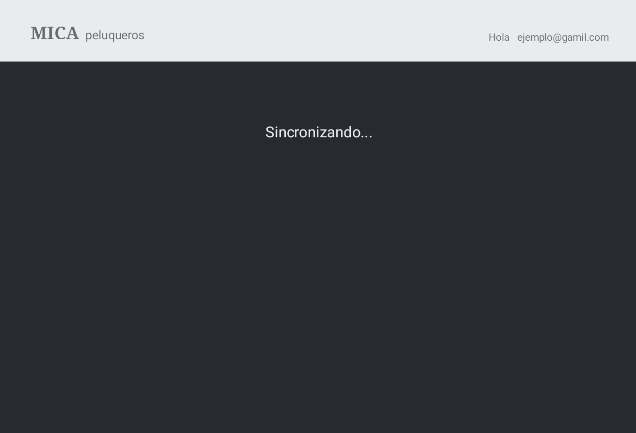 MICA peluqueros
Hola ejemplo@gamil.com
Sincronizando...